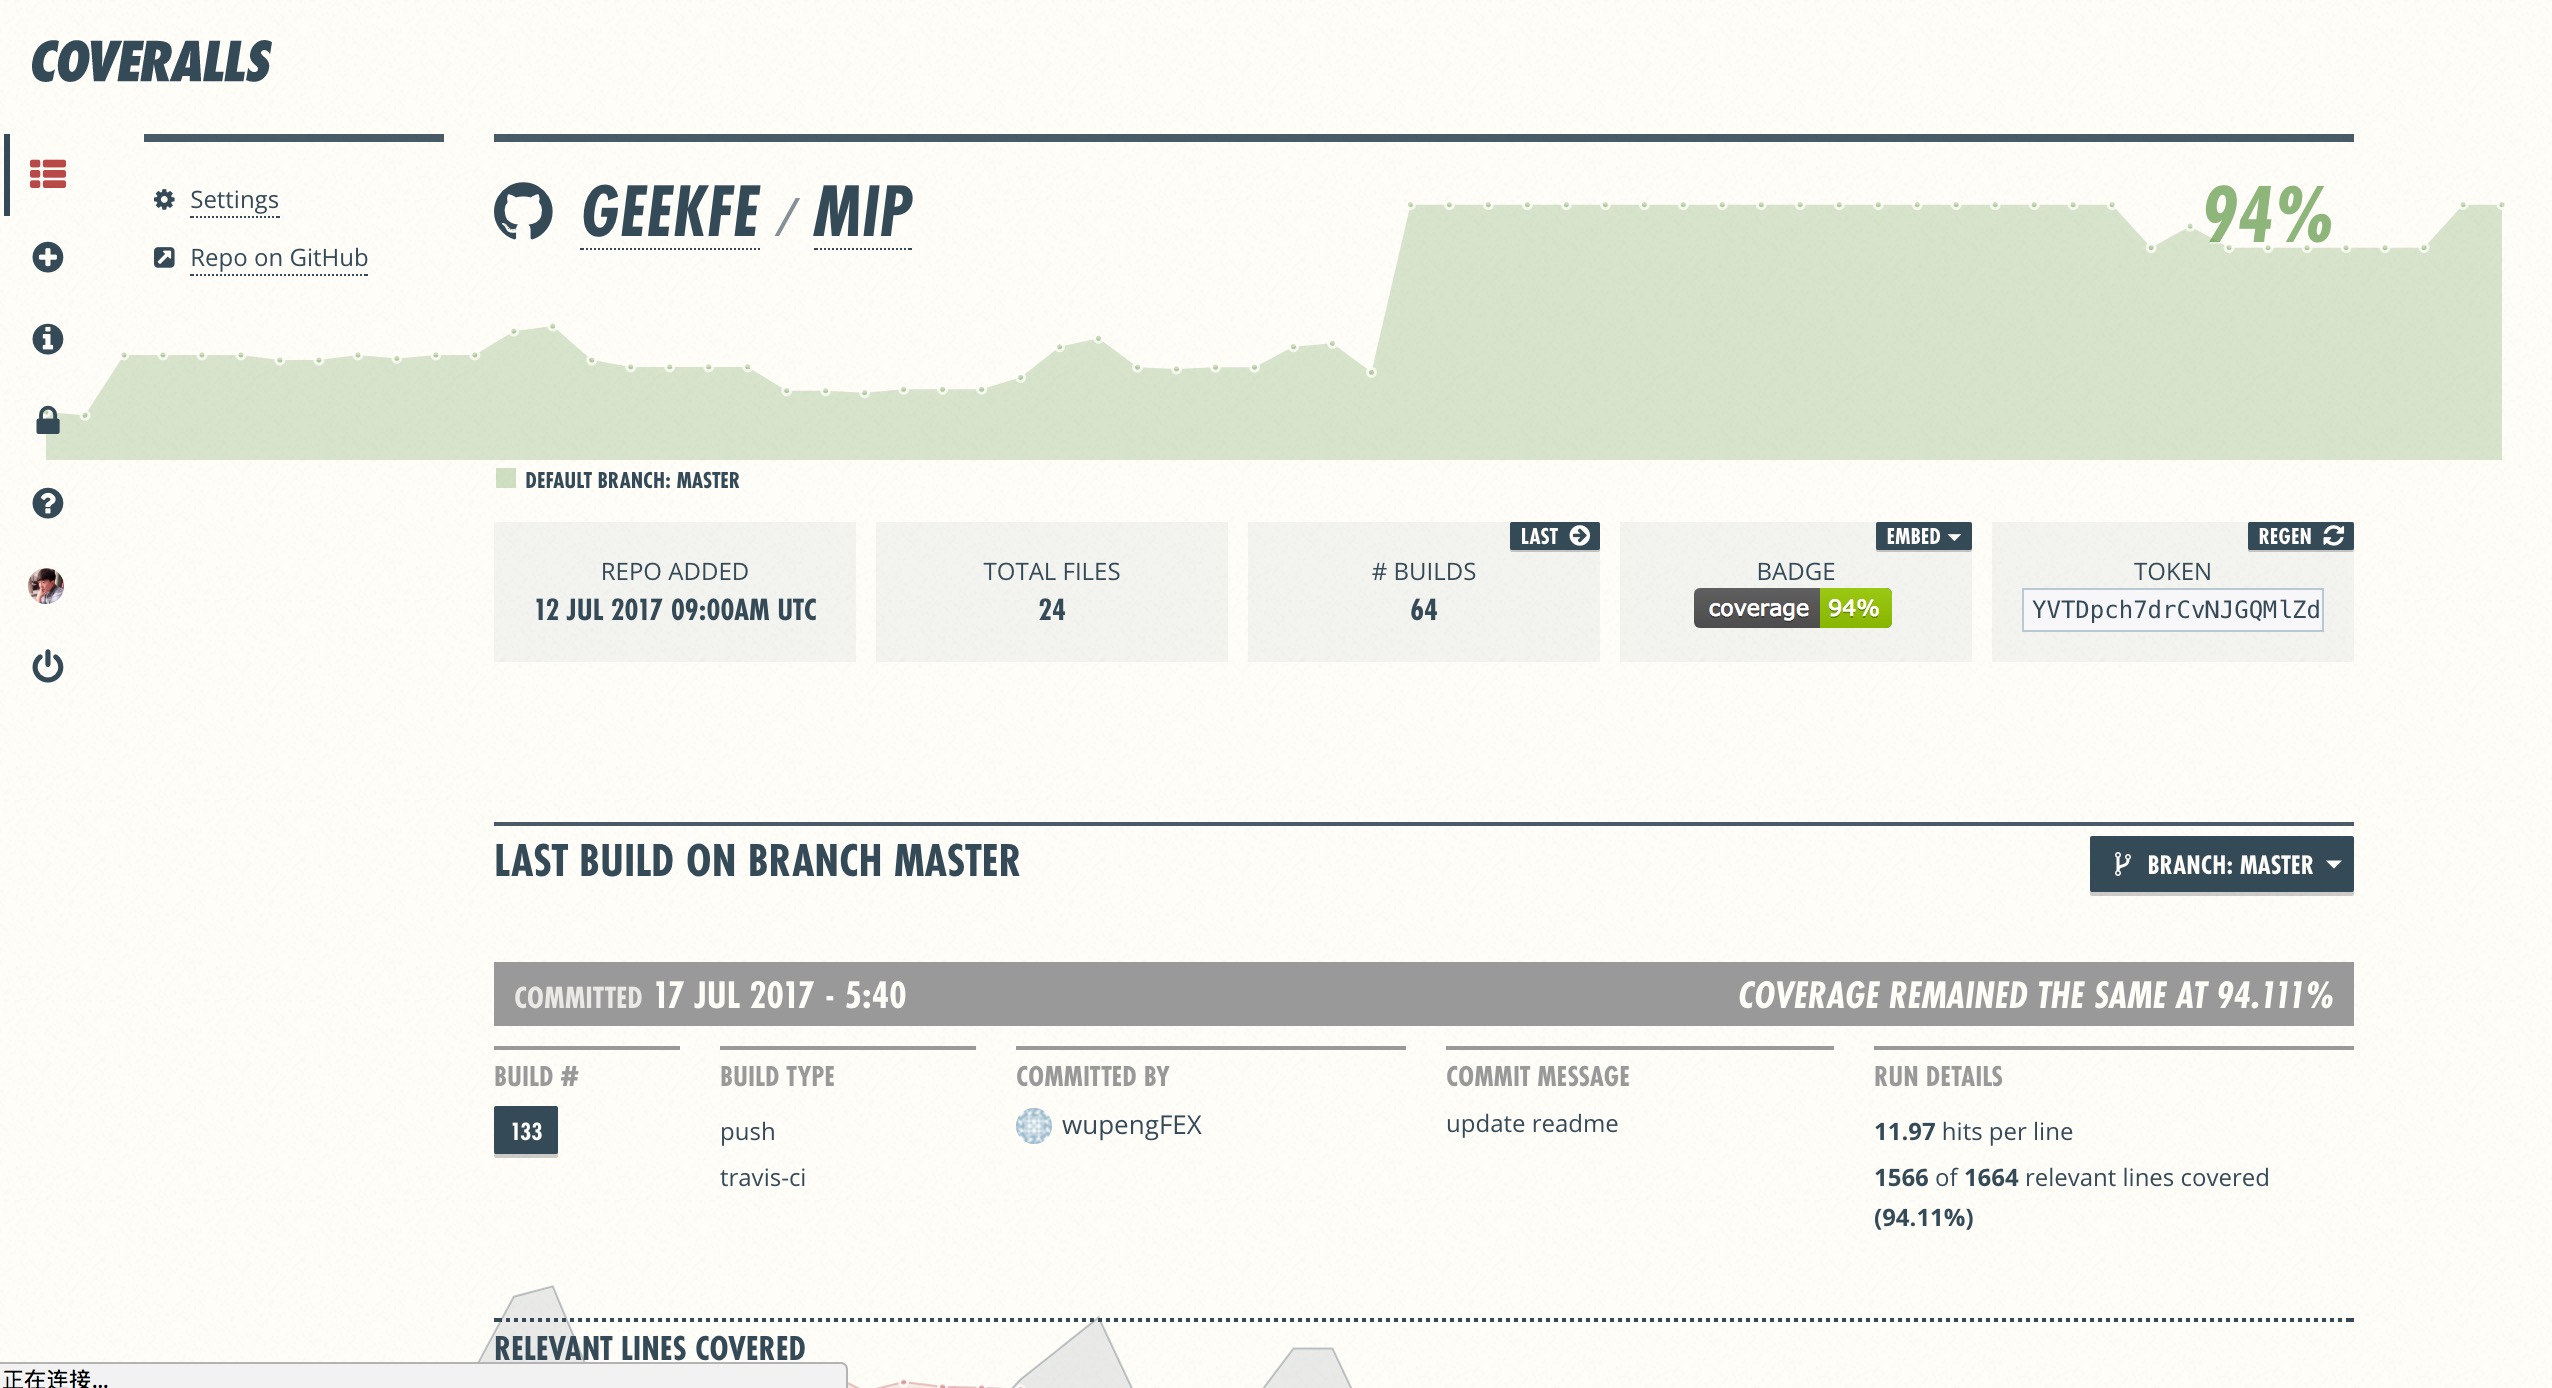 COVERALLS
Settings
Repo on GitHub
GEEKFE / MIP
94%
DEFAULT BRANCH: MASTER
REPO ADDED
12 JUL 2017 09:00AM UTC
TOTAL FILES
24
LAST
# BUILDS
64
EMBED
BADGE
coverage 94%
REGEN
TOKEN
YVTDpch7drCvNJGQMlZd
LAST BUILD ON BRANCH MASTER
BRANCH: MASTER
COMMITTED 17 JUL 2017 - 5:40
COVERAGE REMAINED THE SAME AT 94.111%
BUILD #
133
BUILD TYPE
push
travis-ci
COMMITTED BY
wupengFEX
COMMIT MESSAGE
update readme
RUN DETAILS
11.97 hits per line
1566 of 1664 relevant lines covered
(94.11%)
RELEVANT LINES COVERED
正在连接...